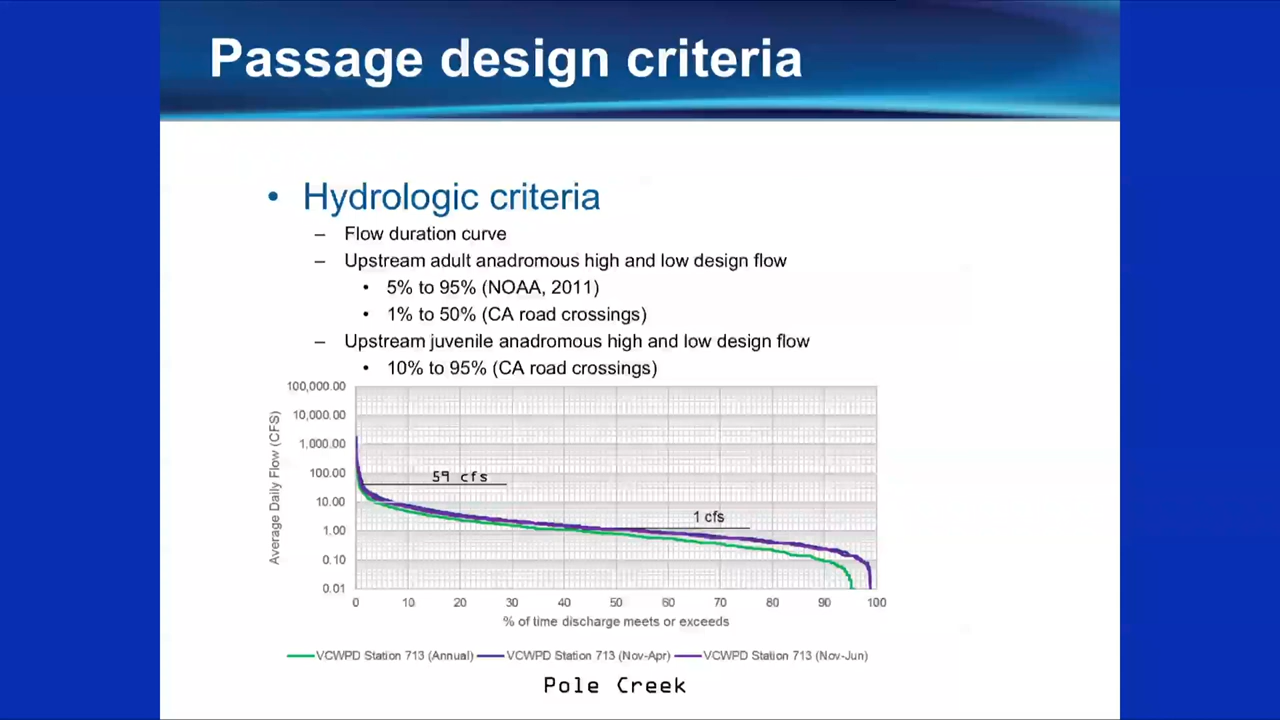 Passage design criteria
• Hydrologic criteria
– Flow duration curve
– Upstream adult anadromous high and low design flow
• 5% to 95% (NOAA, 2011)
• 1% to 50% (CA road crossings)
– Upstream juvenile anadromous high and low design flow
• 10% to 95% (CA road crossings)
Average Daily Flow (CFS)
100,000.00
10,000.00
1,000.00
100.00
10.00
1.00
0.10
0.01
59 cfs
1 cfs
0 10 20 30 40 50 60 70 80 90 100
% of time discharge meets or exceeds
VCWPD Station 713 (Annual) VCWPD Station 713 (Nov-Apr) VCWPD Station 713 (Nov-Jun)
Pole Creek